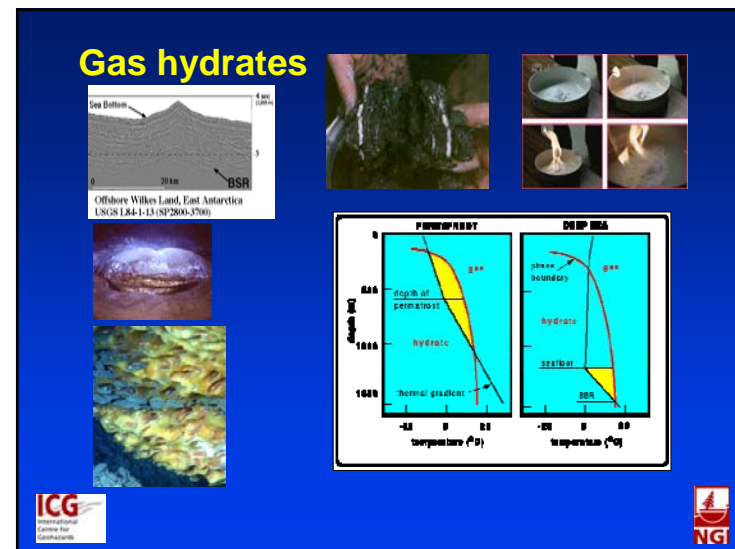 Gas hydrates
Sea Bottom
4 sec
5
0
20 km
BSR
Offshore Wilkes Land, East Antarctica
USGS L84-1-13 (SP2800-3700)
PERMAFROST
DEEP SEA
0
gas
depth of
permafrost
hydrate
thermal gradient
depth (m)
temperature (°C)
phase
boundary
gas
hydrate
seafloor
BSR
temperature (°C)
ICG
International
Centre for
Geohazards
NGI